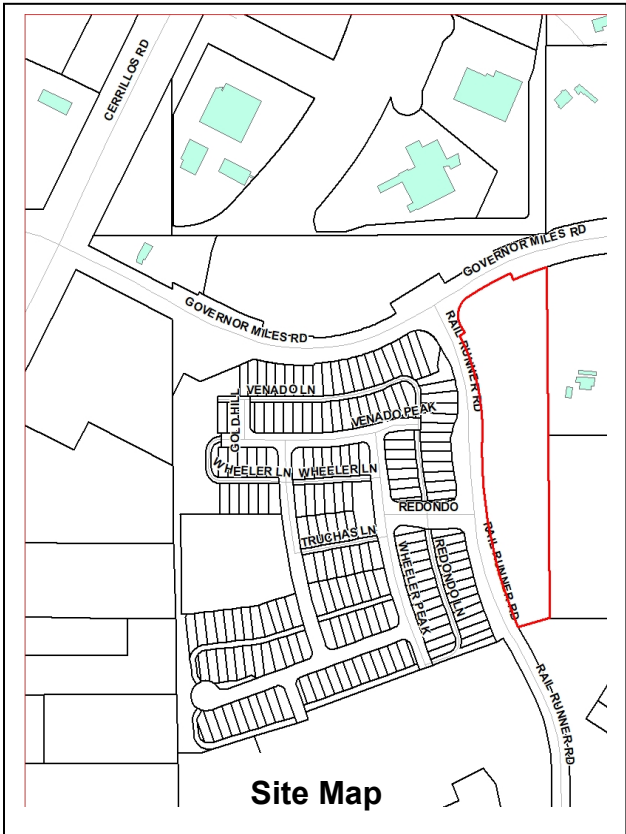 CERRILLOS RD
GOVERNOR MILES RD
GOVERNOR MILES RD
RAIL RUNNER RD
VENADO LN
GOLD HILL
VENADO PEAK
WHEELER LN
WHEELER LN
REDONDO
TRUCHAS LN
WHEELER PEAK
REDONDO LN
RAIL RUNNER RD
RAIL RUNNER RD
Site Map